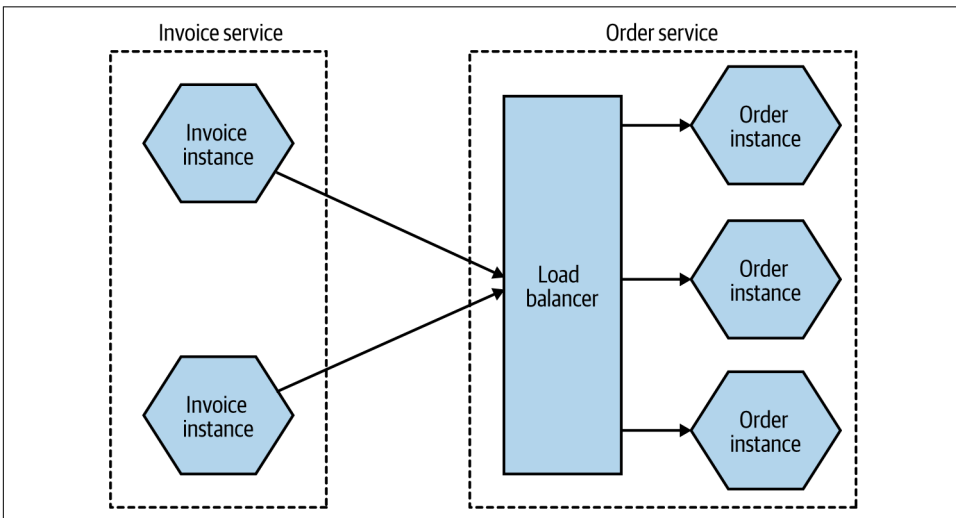 Invoice service
Order service
Invoice
instance
Invoice
instance
Load
balancer
Order
instance
Order
instance
Order
instance